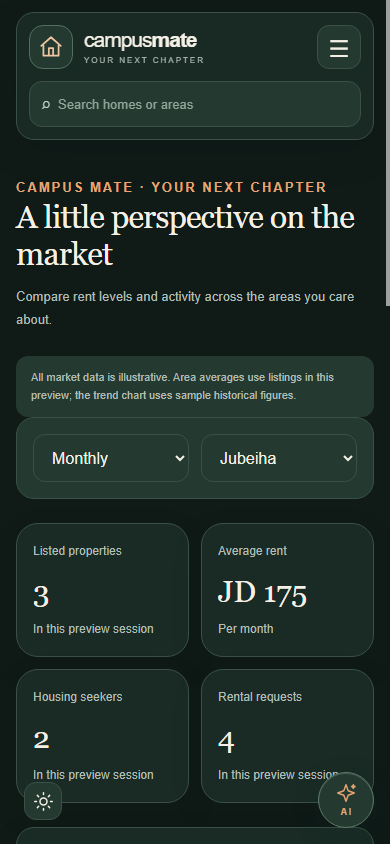 campusmate
YOUR NEXT CHAPTER
Search homes or areas
CAMPUS MATE · YOUR NEXT CHAPTER
A little perspective on the
market
Compare rent levels and activity across the areas you care
about.
All market data is illustrative. Area averages use listings in this
preview; the trend chart uses sample historical figures.
Monthly
Jubeiha
Listed properties
3
In this preview session
Average rent
JD 175
Per month
Housing seekers
2
In this preview session
Rental requests
4
In this preview session
AI